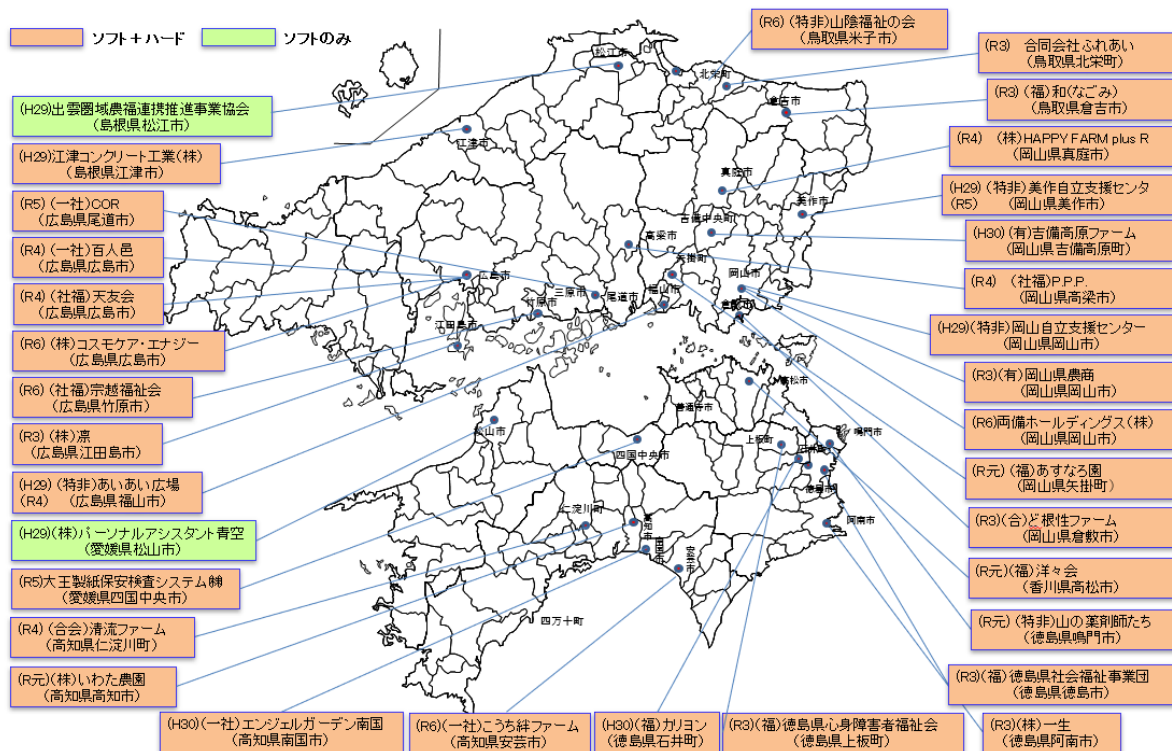 ソフト＋ハード
ソフトのみ
(H29)出雲圏域農福連携推進事業協会
(島根県松江市)
(H29)江津コンクリート工業(株)
(島根県江津市)
(R5) (一社)COR
(広島県尾道市)
(R4) (一社)百人邑
(広島県広島市)
(R4) (社福)天友会
(広島県広島市)
(R6) (株)コスモケア・エナジー
(広島県広島市)
(R6) (社福)宗越福祉会
(広島県竹原市)
(R3) (株)凛
(広島県江田島市)
(H29) (特非)あいあい広場
(R4) (広島県福山市)
(H29)(株)パーソナルアシスタント青空
(愛媛県松山市)
(R5)大王製紙保安検査システム㈱
(愛媛県四国中央市)
(R4) (合会)清流ファーム
(高知県仁淀川町)
(R元)(株)いわた農園
(高知県高知市)
(H30)(一社)エンジェルガーデン南国
(高知県南国市)
(R6)(一社)こうち絆ファーム
(高知県安芸市)
(H30)(福)カリヨン
(徳島県石井町)
(R3)(福)徳島県心身障害者福祉会
(徳島県上板町)
(R6) (特非)山陰福祉の会
(鳥取県米子市)
(R3) 合同会社ふれあい
(鳥取県北栄町)
(R3) (福)和(なごみ)
(鳥取県倉吉市)
(R4) (株)HAPPY FARM plus R
(岡山県真庭市)
(H29) (特非)美作自立支援センタ
(R5) (岡山県美作市)
(H30) (有)吉備高原ファーム
(岡山県吉備高原町)
(R4) (社福)P.P.P.
(岡山県高梁市)
(H29)(特非)岡山自立支援センター
(岡山県岡山市)
(R3)(有)岡山県農商
(岡山県岡山市)
(R6)両備ホールディングス(株)
(岡山県岡山市)
(R元) (福)あすなろ園
(岡山県矢掛町)
(R3)(合)ど根性ファーム
(岡山県倉敷市)
(R元)(福)洋々会
(香川県高松市)
(R元) (特非)山の薬剤師たち
(徳島県鳴門市)
(R3)(福)徳島県社会福祉事業団
(徳島県徳島市)
(R3)(株)一生
(徳島県阿南市)
松江市
北栄町
倉吉市
江津市
真庭市
美作市
吉備中央町
高梁市
矢掛町
岡山市
広島市
三原市
尾道市
福山市
倉敷市
竹原市
江田島市
高松市
善通寺市
松山市
四国中央市
上板町
石井町
鳴門市
徳島市
阿南市
仁淀川町
高知市
南国市
安芸市
四万十町